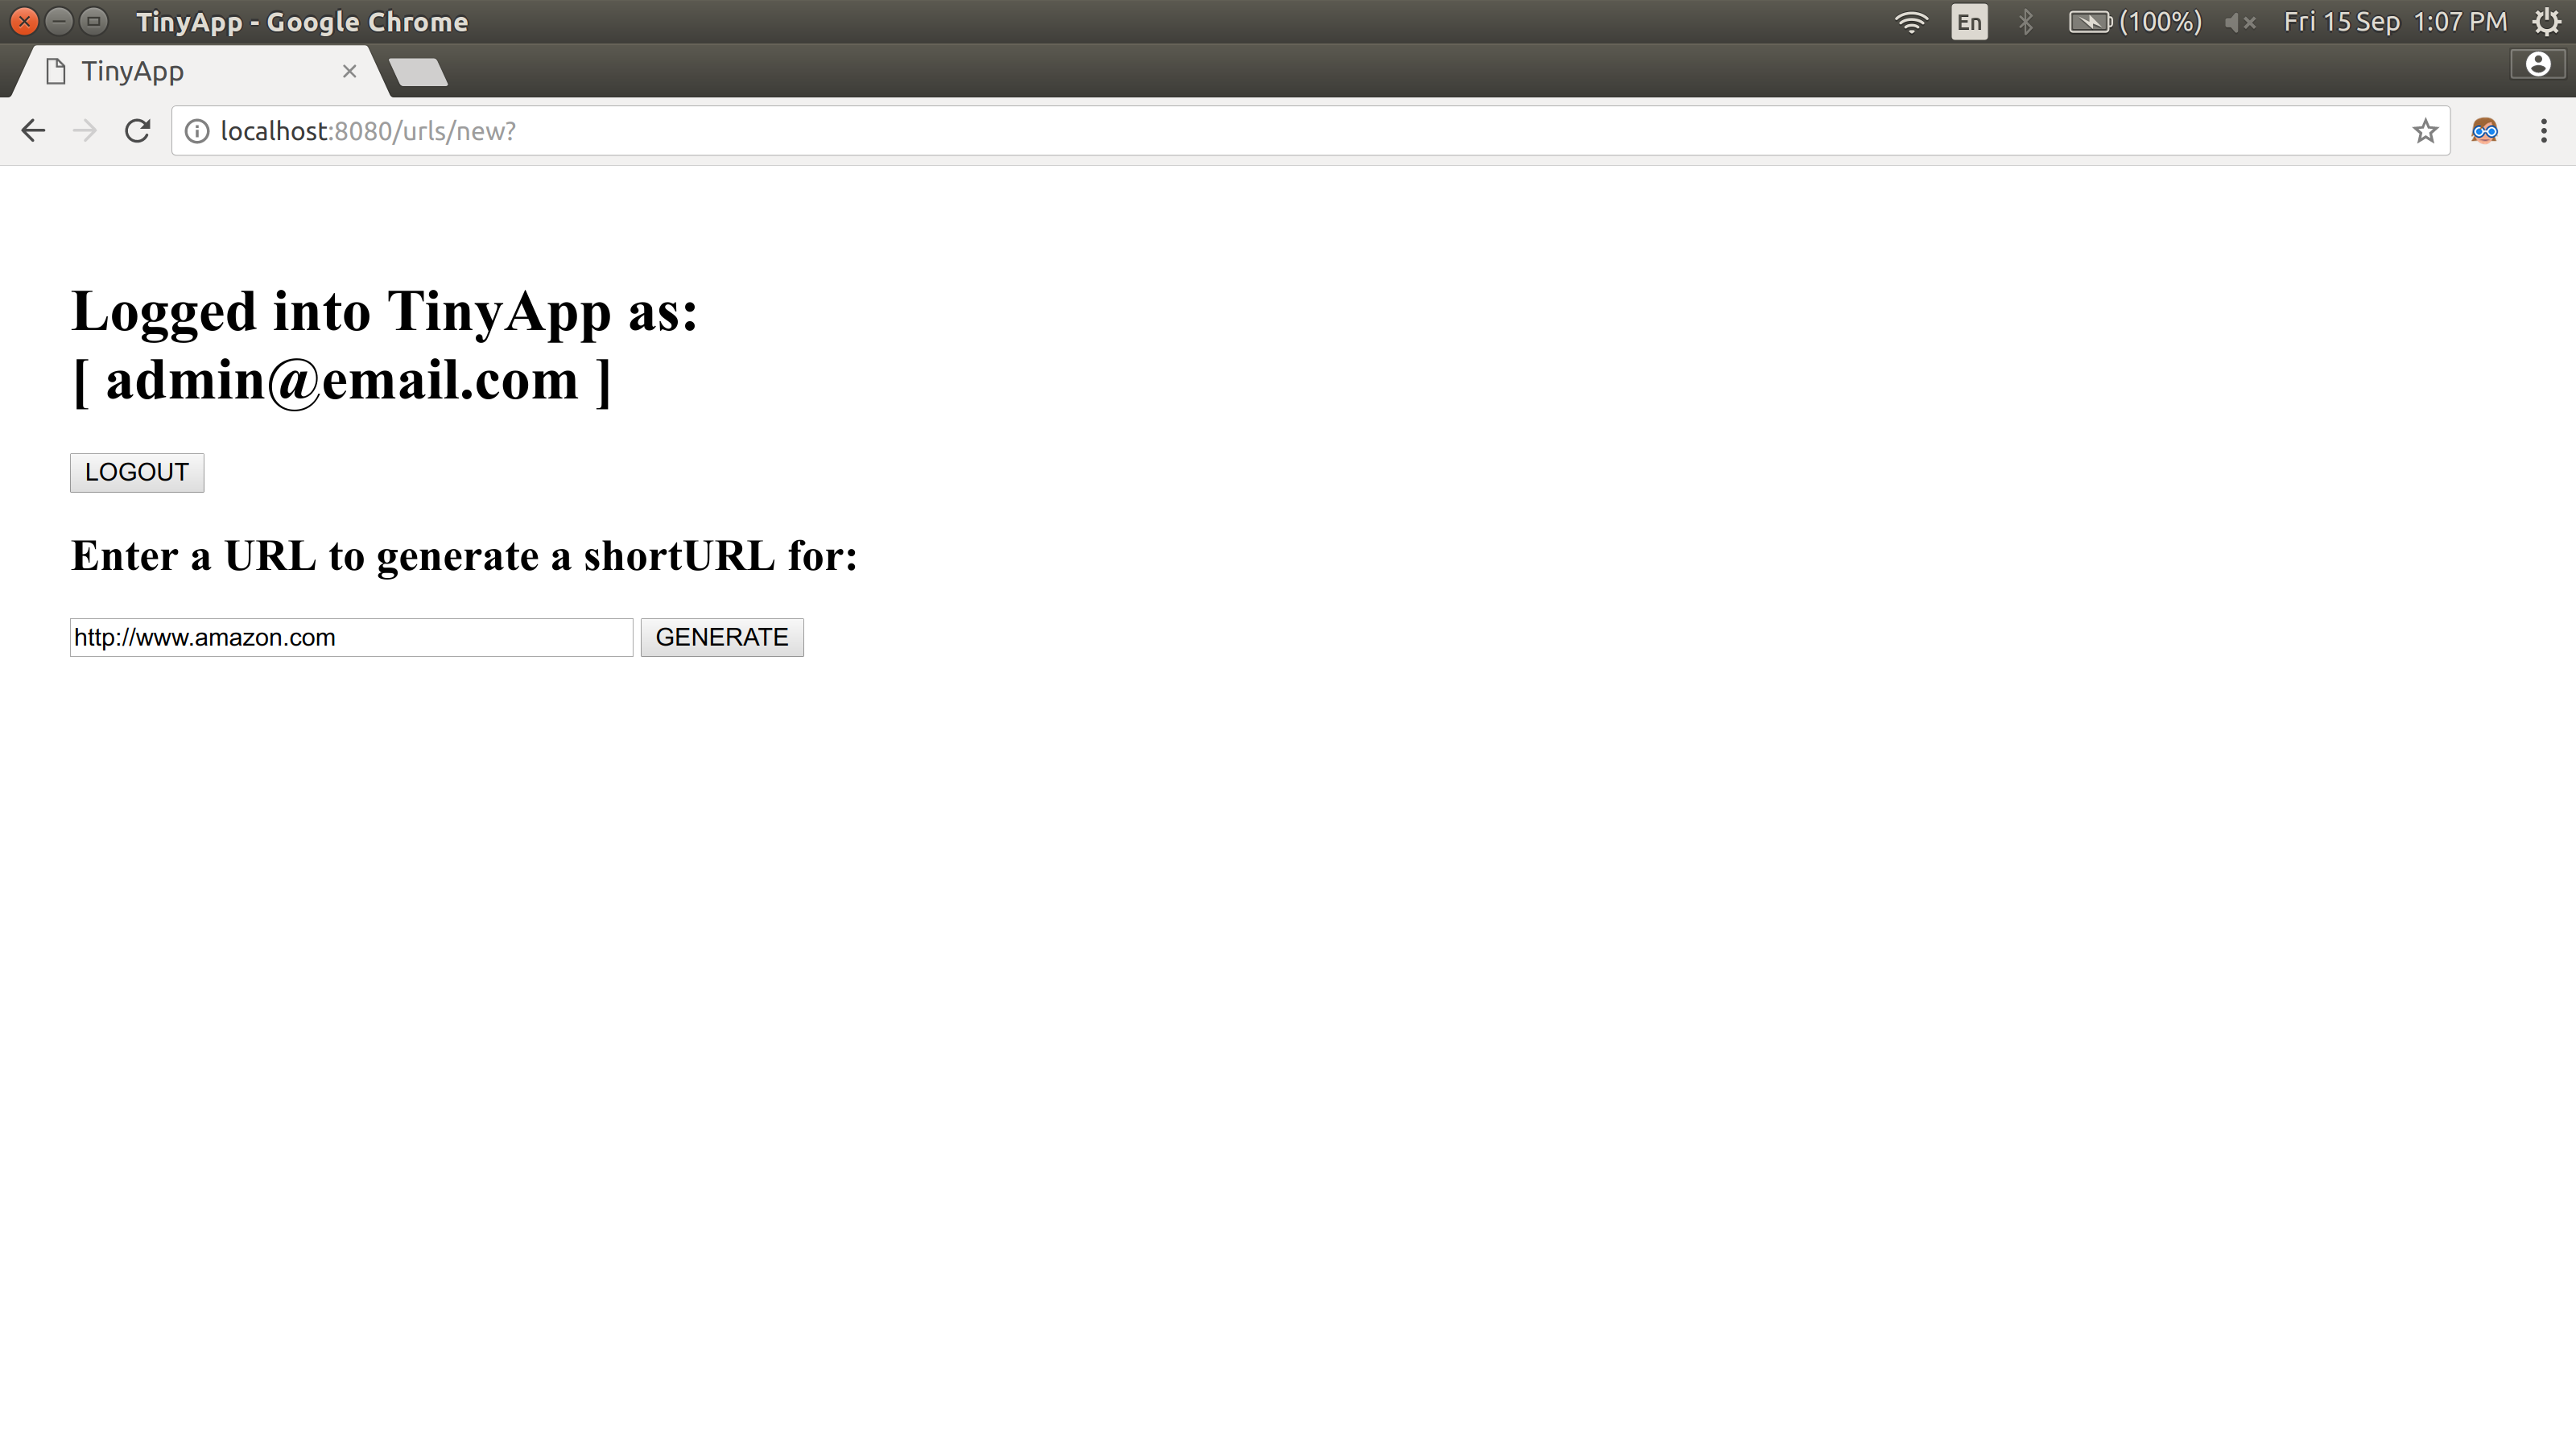 TinyApp - Google Chrome
En
(100%)
Fri 15 Sep 1:07 PM
TinyApp
localhost:8080/urls/new?
Logged into TinyApp as:
[ admin@email.com ]
LOGOUT
Enter a URL to generate a shortURL for:
http://www.amazon.com
GENERATE